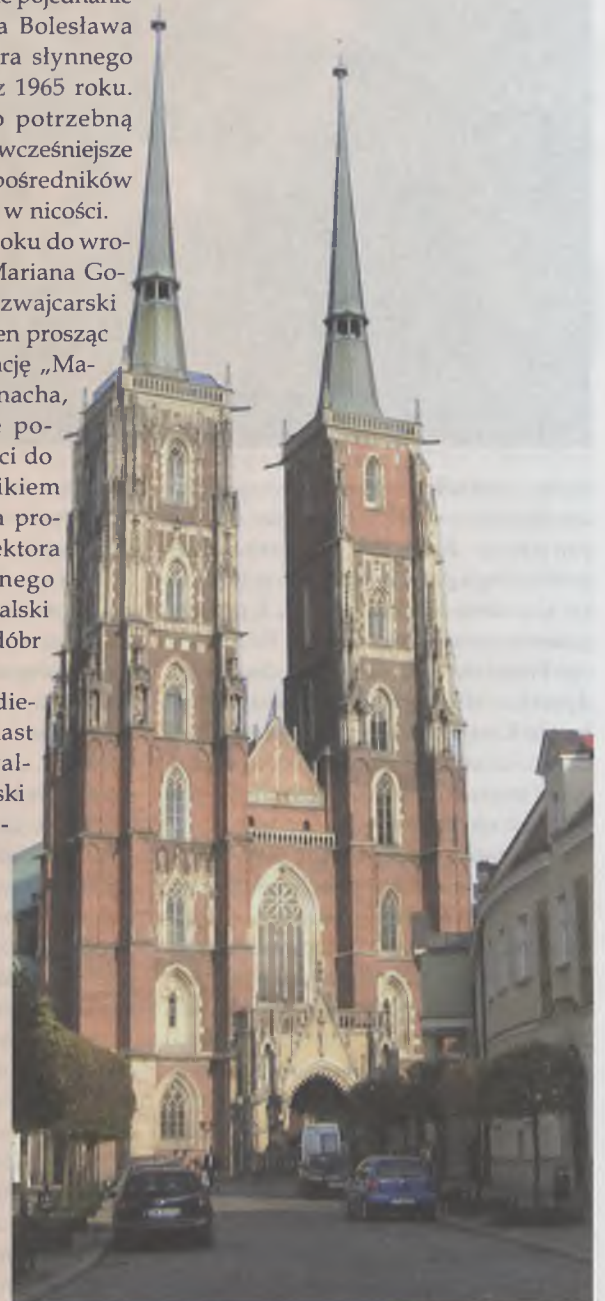 pojednanie
a Bolesława
ra słynnego
z 1965 roku.
potrzebną
wcześniejsze
pośredników
w nicości.
oku do wro-
Mariana Go-
zwajcarski
en prosząc
cję „Ma-
nacha,
po-
ci do
ikiem
pro-
ektora
nego
alski
dóbr
die-
ast
al-
ski
-